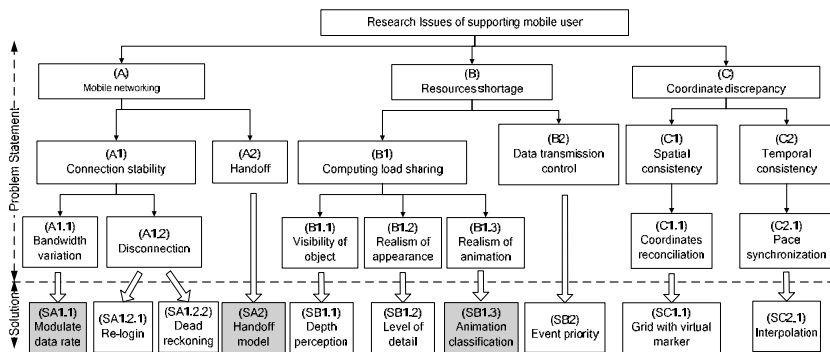 Research Issues of supporting mobile user
Problem Statement
(A)
Mobile networking
(B)
Resources shortage
(C)
Coordinate discrepancy
(A1)
Connection stability
(A2)
Handoff
(B1)
Computing load sharing
(B2)
Data transmission
control
(C1)
Spatial
consistency
(C2)
Temporal
consistency
(A1.1)
Bandwidth
variation
(A1.2)
Disconnection
(B1.1)
Visibility of
object
(B1.2)
Realism of
appearance
(B1.3)
Realism of
animation
(C1.1)
Coordinates
reconciliation
(C2.1)
Pace
synchronization
Solution
(SA1.1)
Modulate
data rate
(SA1.2.1)
Re-login
(SA1.2.2)
Dead
reckoning
(SA2)
Handoff
model
(SB1.1)
Depth
perception
(SB1.2)
Level of
detail
(SB1.3)
Animation
classification
(SB2)
Event priority
(SC1.1)
Grid with virtual
marker
(SC2.1)
Interpolation